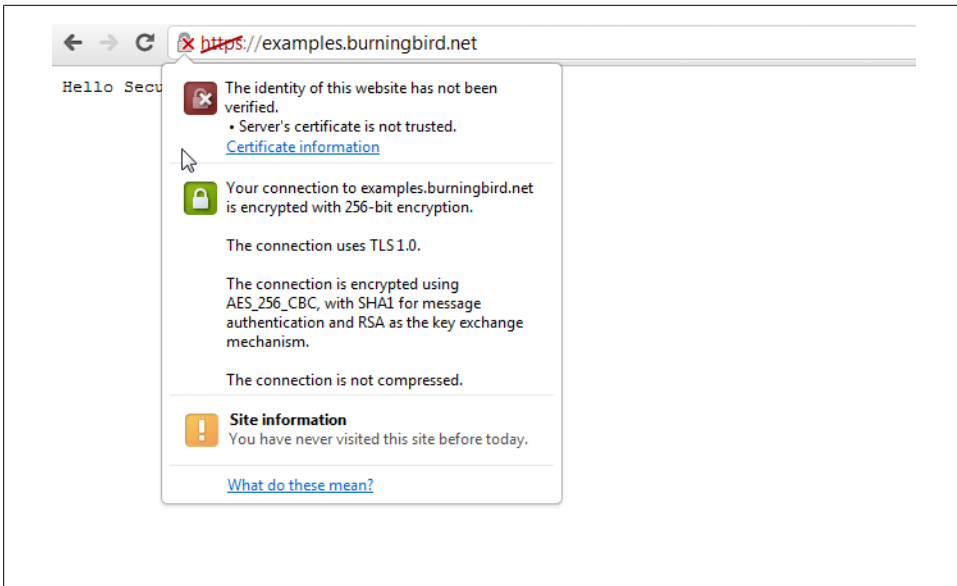 https://examples.burningbird.net
Hello Secu
The identity of this website has not been
verified.
• Server's certificate is not trusted.
Certificate information
Your connection to examples.burningbird.net
is encrypted with 256-bit encryption.
The connection uses TLS 1.0.
The connection is encrypted using
AES_256_CBC, with SHA1 for message
authentication and RSA as the key exchange
mechanism.
The connection is not compressed.
Site information
You have never visited this site before today.
What do these mean?